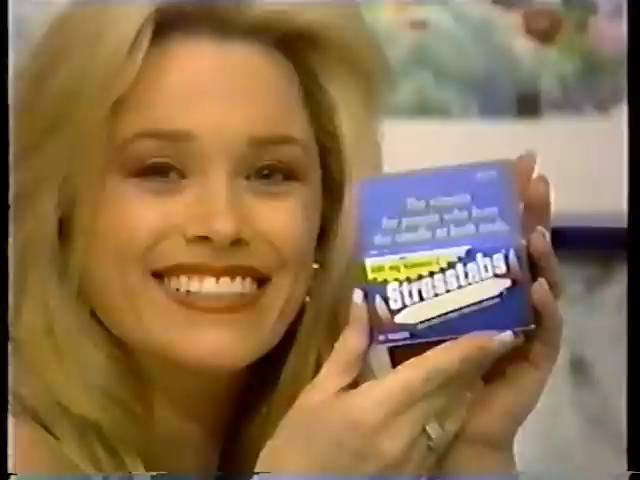 The vitamin
for people who burn
the candle at both ends.
Stresstabs